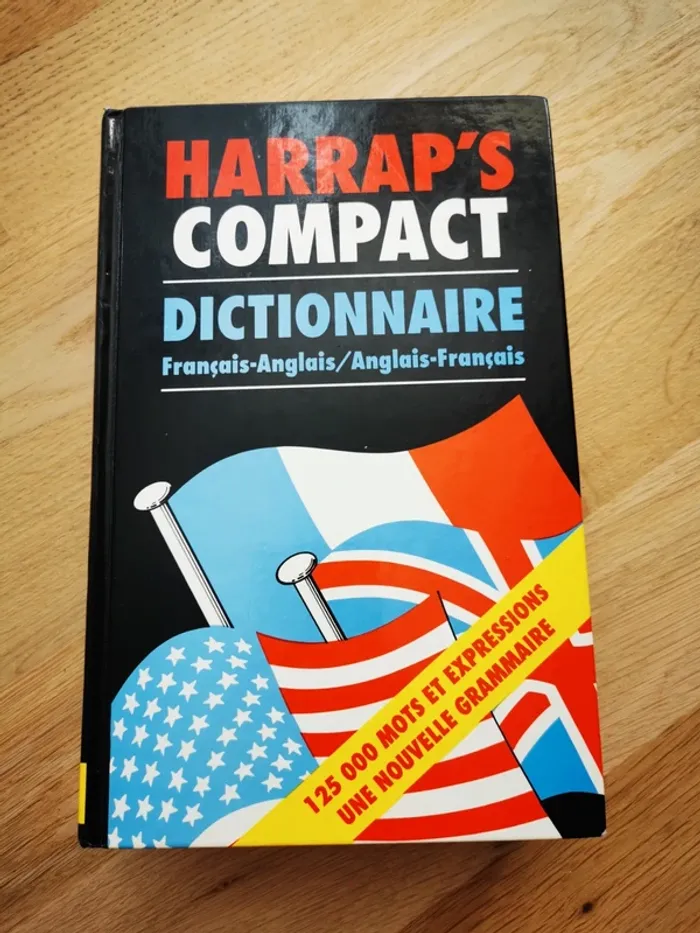 HARRAP'S
COMPACT
DICTIONNAIRE
Français-Anglais/Anglais-Français
125 000 MOTS ET EXPRESSIONS
UNE NOUVELLE GRAMMAIRE